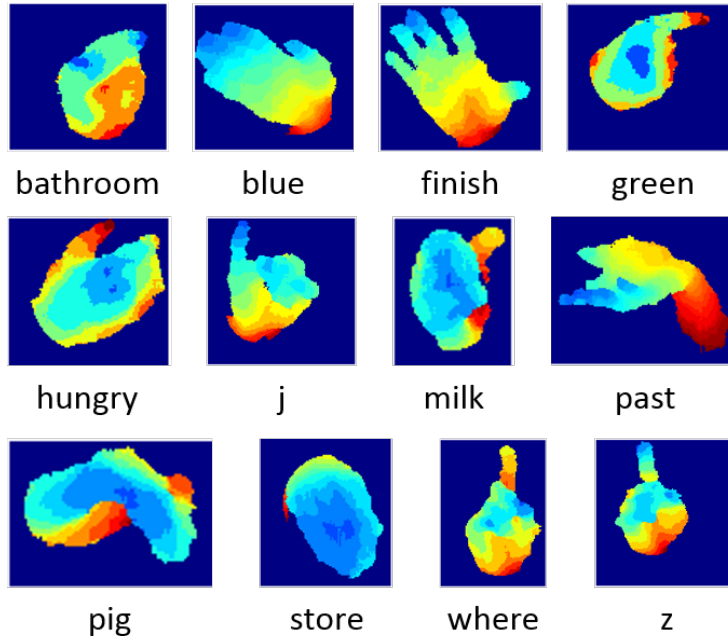 bathroom blue finish green
hungry j milk past
pig store where z